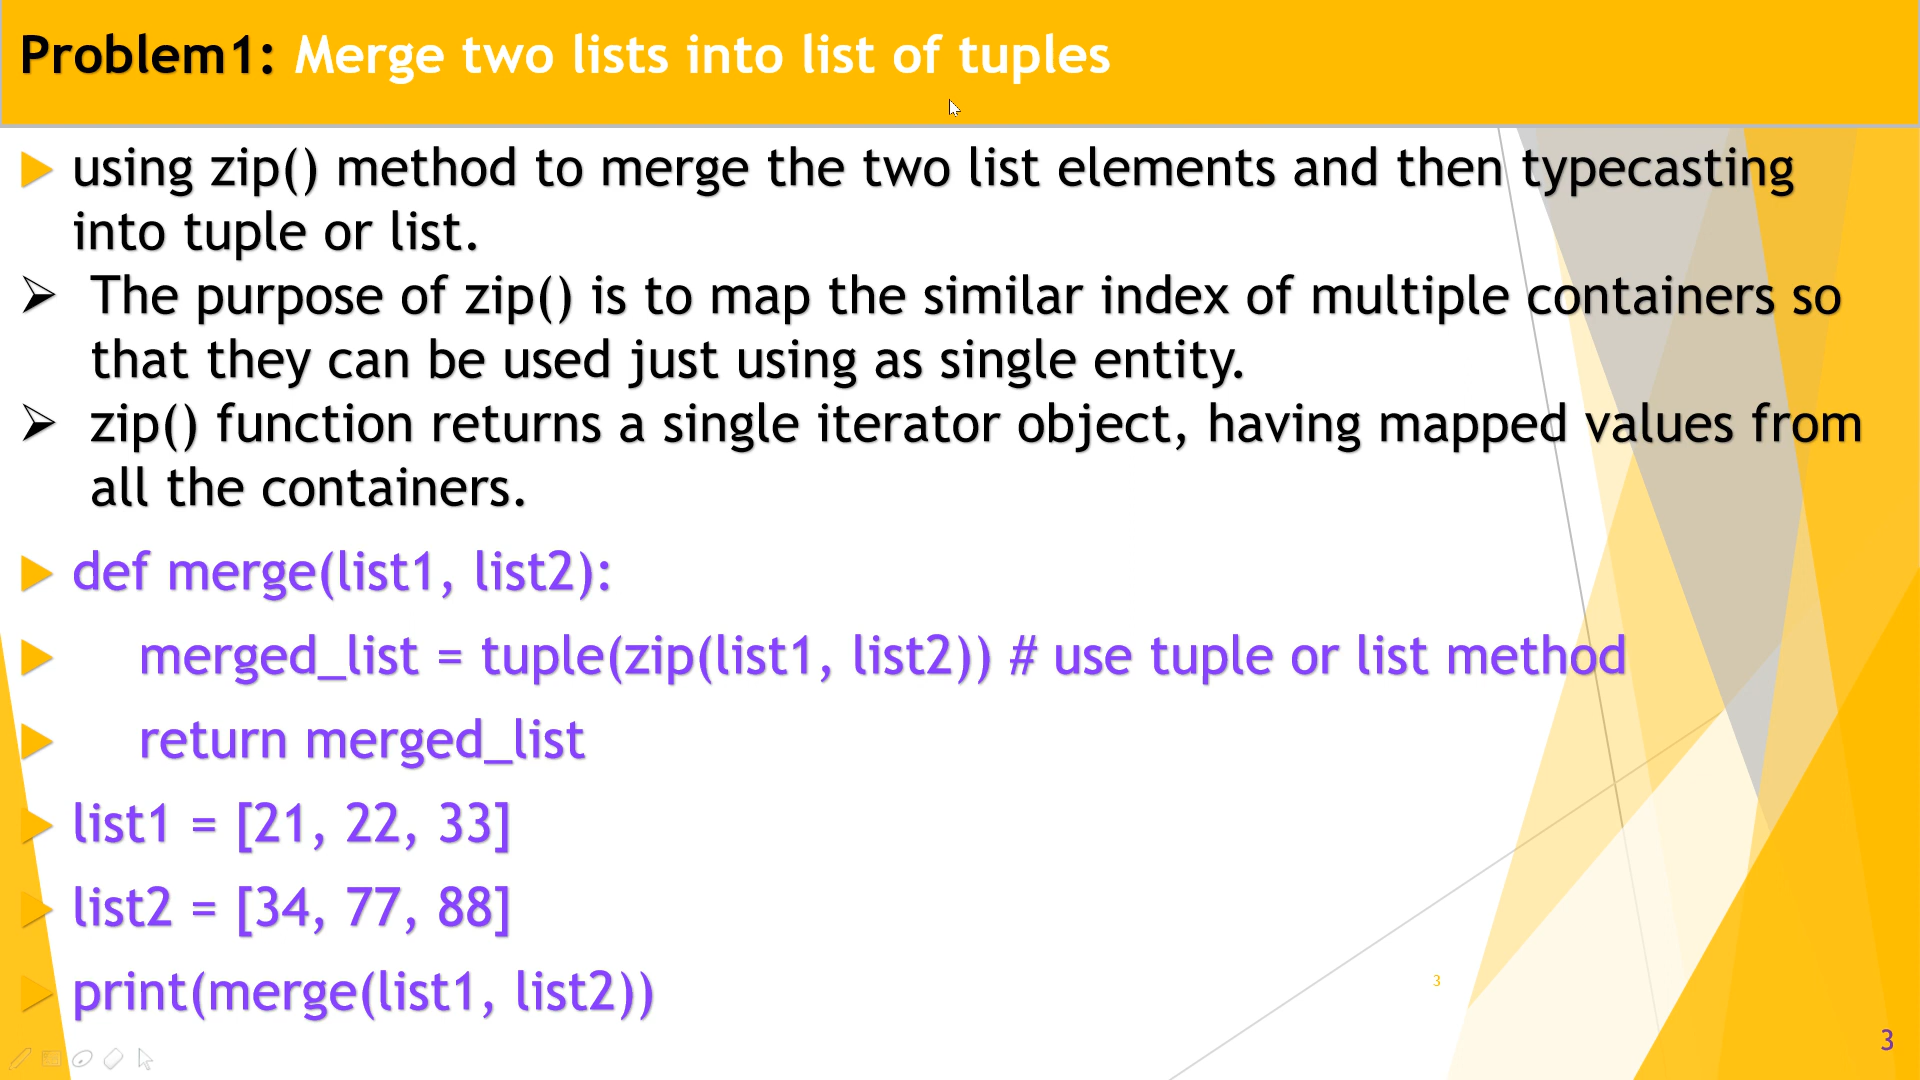 Problem1: Merge two lists into list of tuples
using zip() method to merge the two list elements and then typecasting
into tuple or list.
The purpose of zip() is to map the similar index of multiple containers so
that they can be used just using as single entity.
zip() function returns a single iterator object, having mapped values from
all the containers.
def merge(list1, list2):
merged_list = tuple(zip(list1, list2)) # use tuple or list method
return merged_list
list1 = [21, 22, 33]
list2 = [34, 77, 88]
print(merge(list1, list2))
3
3